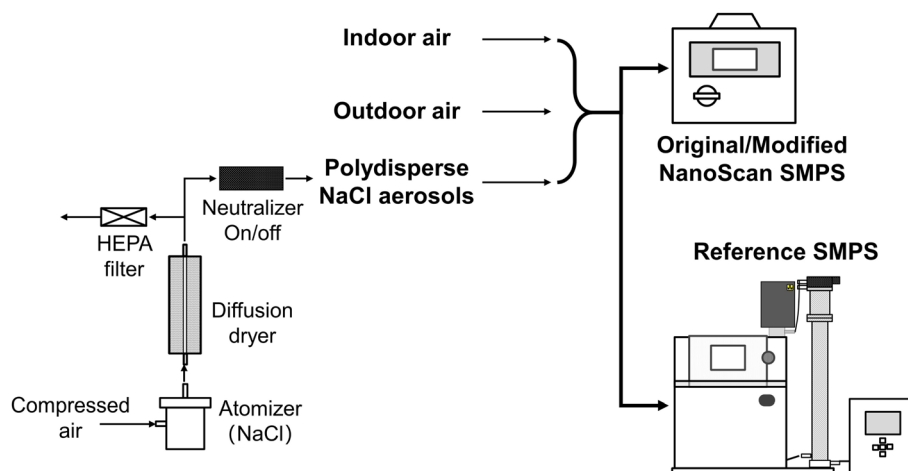 Indoor air
Outdoor air
Polydisperse
NaCl aerosols
Original/Modified
NanoScan SMPS
Reference SMPS
Neutralizer
On/off
HEPA
filter
Diffusion
dryer
Compressed
air
Atomizer
(NaCl)